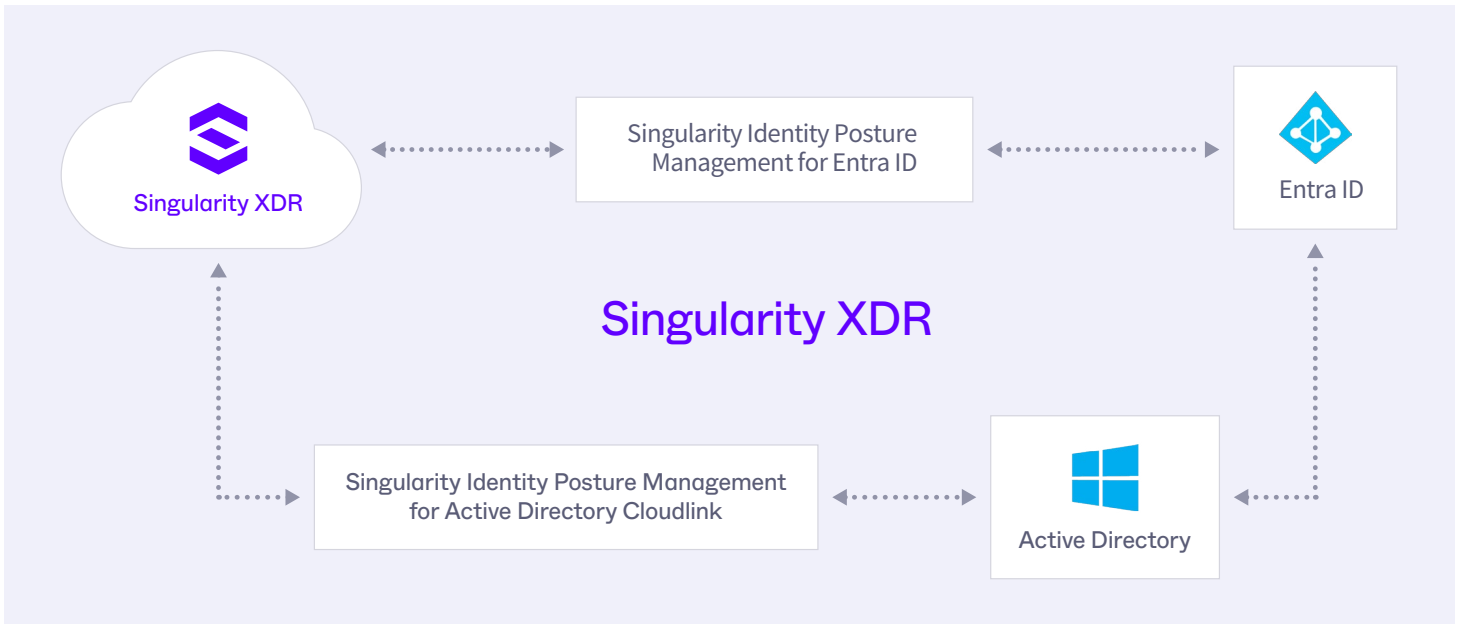 Singularity XDR
Singularity Identity Posture
Management for Entra ID
Entra ID
Singularity XDR
Singularity Identity Posture Management
for Active Directory Cloudlink
Active Directory